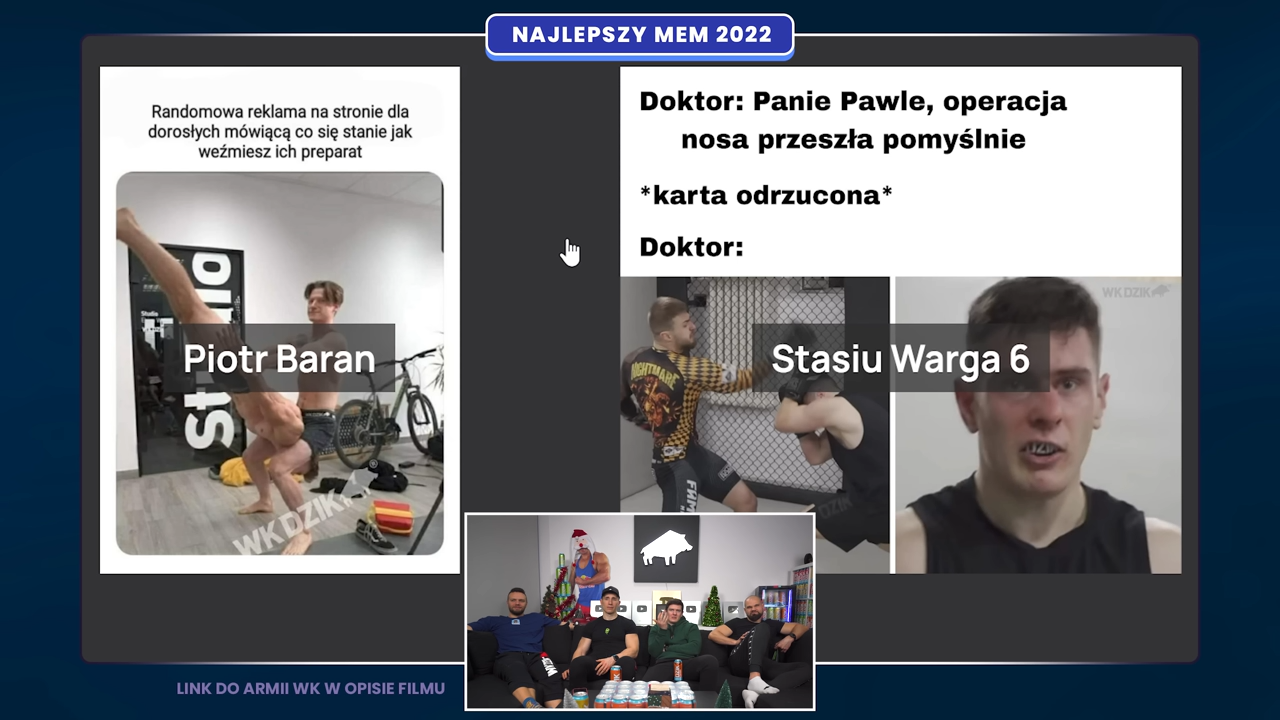 NAJLEPSZY MEM 2022
Randomowa reklama na stronie dla
dorosłych mówiącą co się stanie jak
weźmiesz ich preparat
Studio
Piotr Baran
WK DZIK
Doktor: Panie Pawle, operacja
nosa przeszła pomyślnie
*karta odrzucona*
Doktor:
WK DZIK
NIGHTMARE
Stasiu Warga 6
LINK DO ARMII WK W OPISIE FILMU